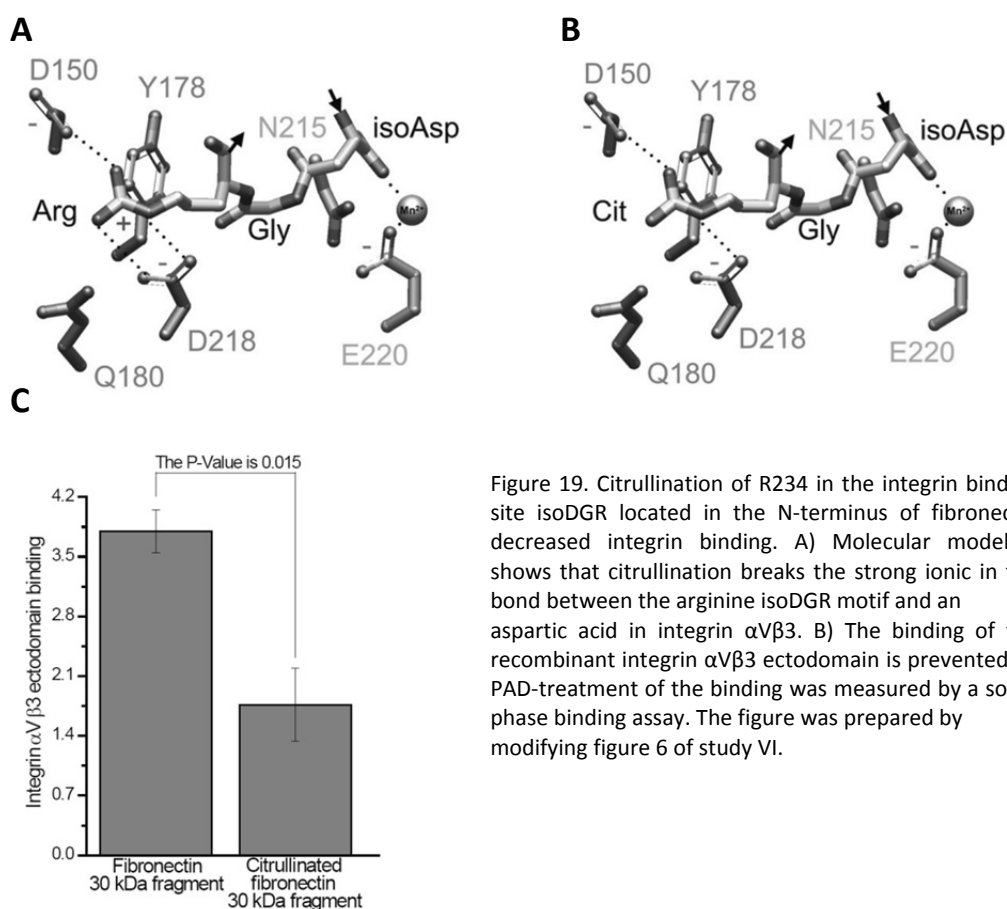 A
D150
Y178
N215
isoAsp
Arg
+
Gly
Mn²⁺
-
-
-
D218
Q180
E220
B
D150
Y178
N215
isoAsp
Cit
Gly
Mn²⁺
-
-
-
D218
Q180
E220
C
The P-Value is 0.015
Integrin αVβ3 ectodomain binding
4.2
3.5
2.8
2.1
1.4
0.7
0.0
Fibronectin
30 kDa fragment
Citrullinated
fibronectin
30 kDa fragment
Figure 19. Citrullination of R234 in the integrin bind
site isoDGR located in the N-terminus of fibronec
decreased integrin binding. A) Molecular model
shows that citrullination breaks the strong ionic in
bond between the arginine isoDGR motif and an
aspartic acid in integrin αVβ3. B) The binding of
recombinant integrin αVβ3 ectodomain is prevented
PAD-treatment of the binding was measured by a so
phase binding assay. The figure was prepared by
modifying figure 6 of study VI.